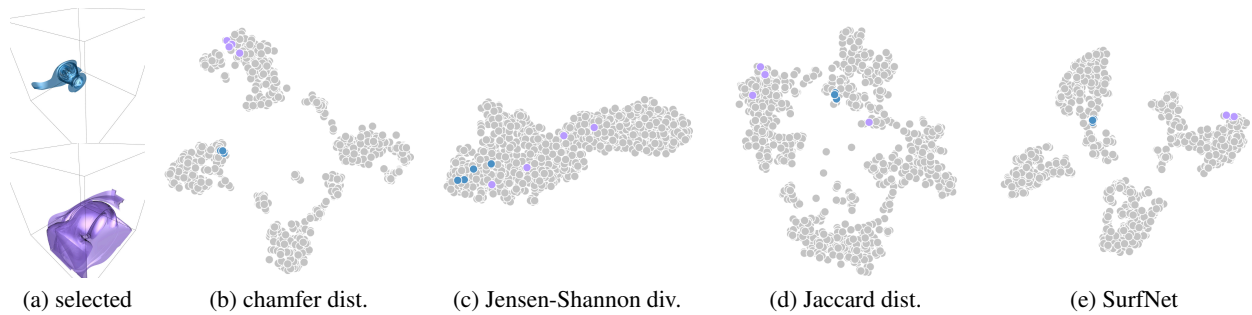 (a) selected
(b) chamfer dist.
(c) Jensen-Shannon div.
(d) Jaccard dist.
(e) SurfNet